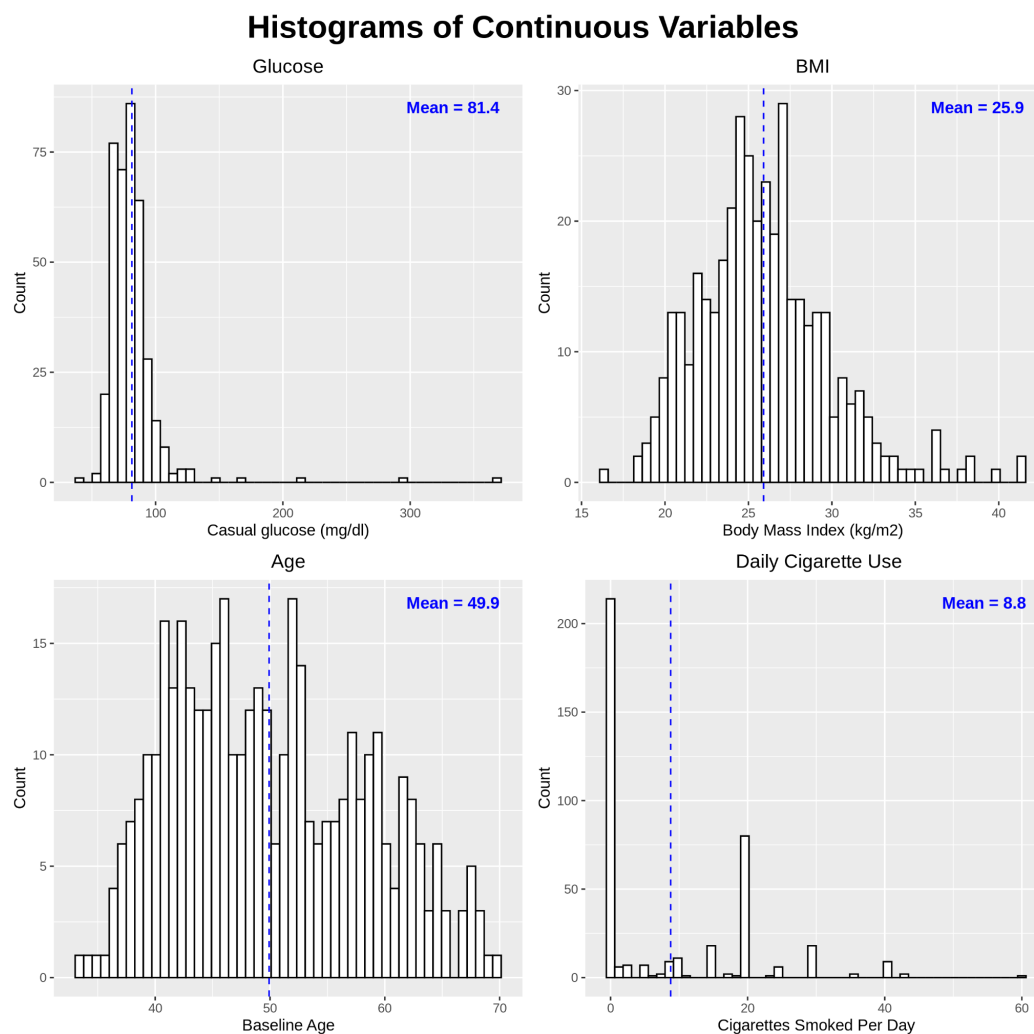 Histograms of Continuous Variables
Glucose
Mean = 81.4
75
50
25
0
Count
100 200 300
Casual glucose (mg/dl)
BMI
Mean = 25.9
30
20
10
0
Count
15 20 25 30 35 40
Body Mass Index (kg/m2)
Age
Mean = 49.9
15
10
5
0
Count
40 50 60 70
Baseline Age
Daily Cigarette Use
Mean = 8.8
200
150
100
50
0
Count
0 20 40 60
Cigarettes Smoked Per Day